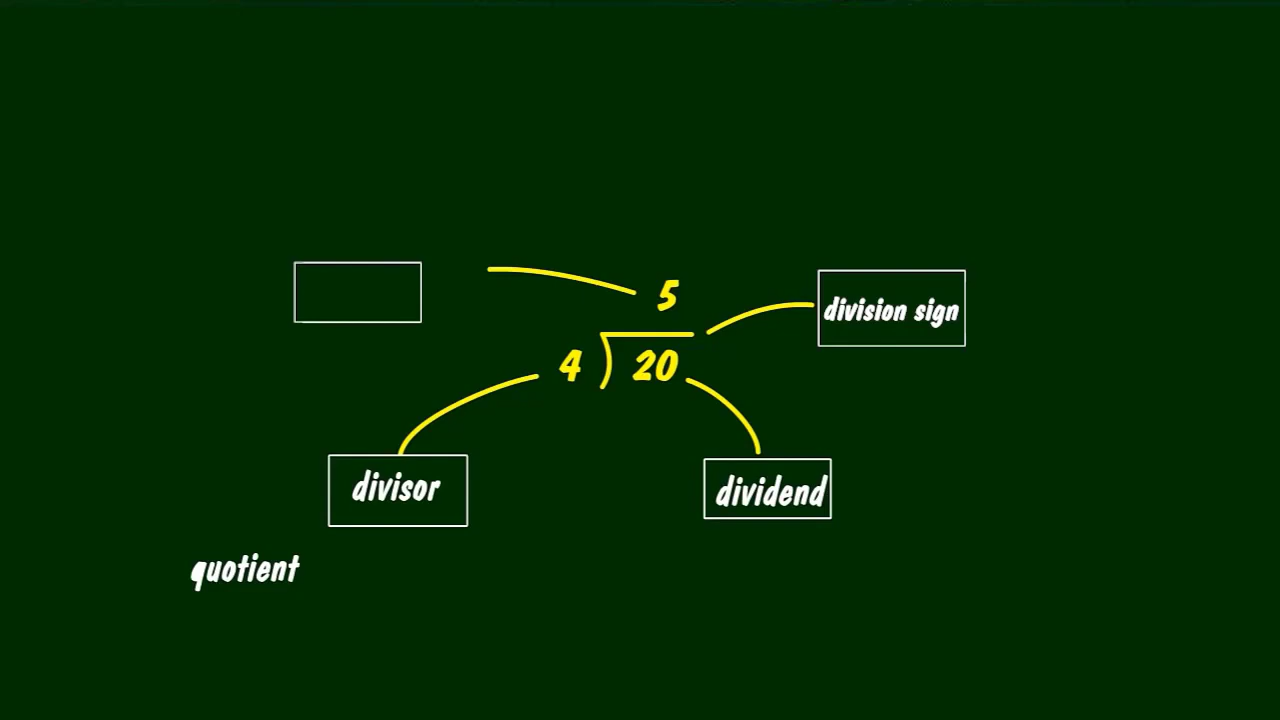 5
division sign
4 ) 20
divisor
dividend
quotient